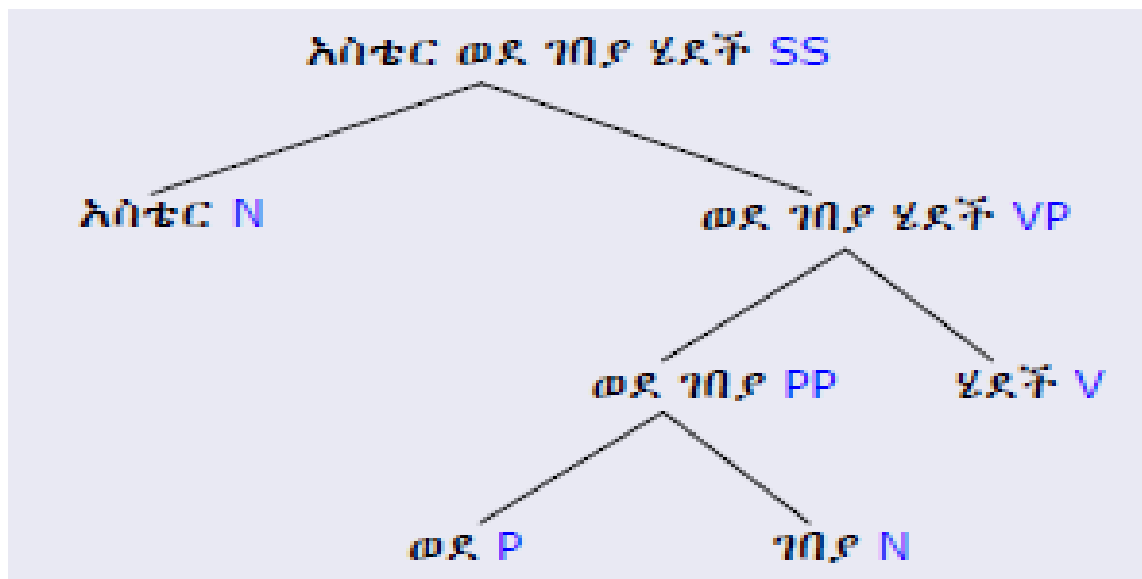 አስቴር ወደ ገበያ ሄደች SS
አስቴር N
ወደ ገበያ ሄደች VP
ወደ ገበያ PP
ሄደች V
ወደ P
ገበያ N